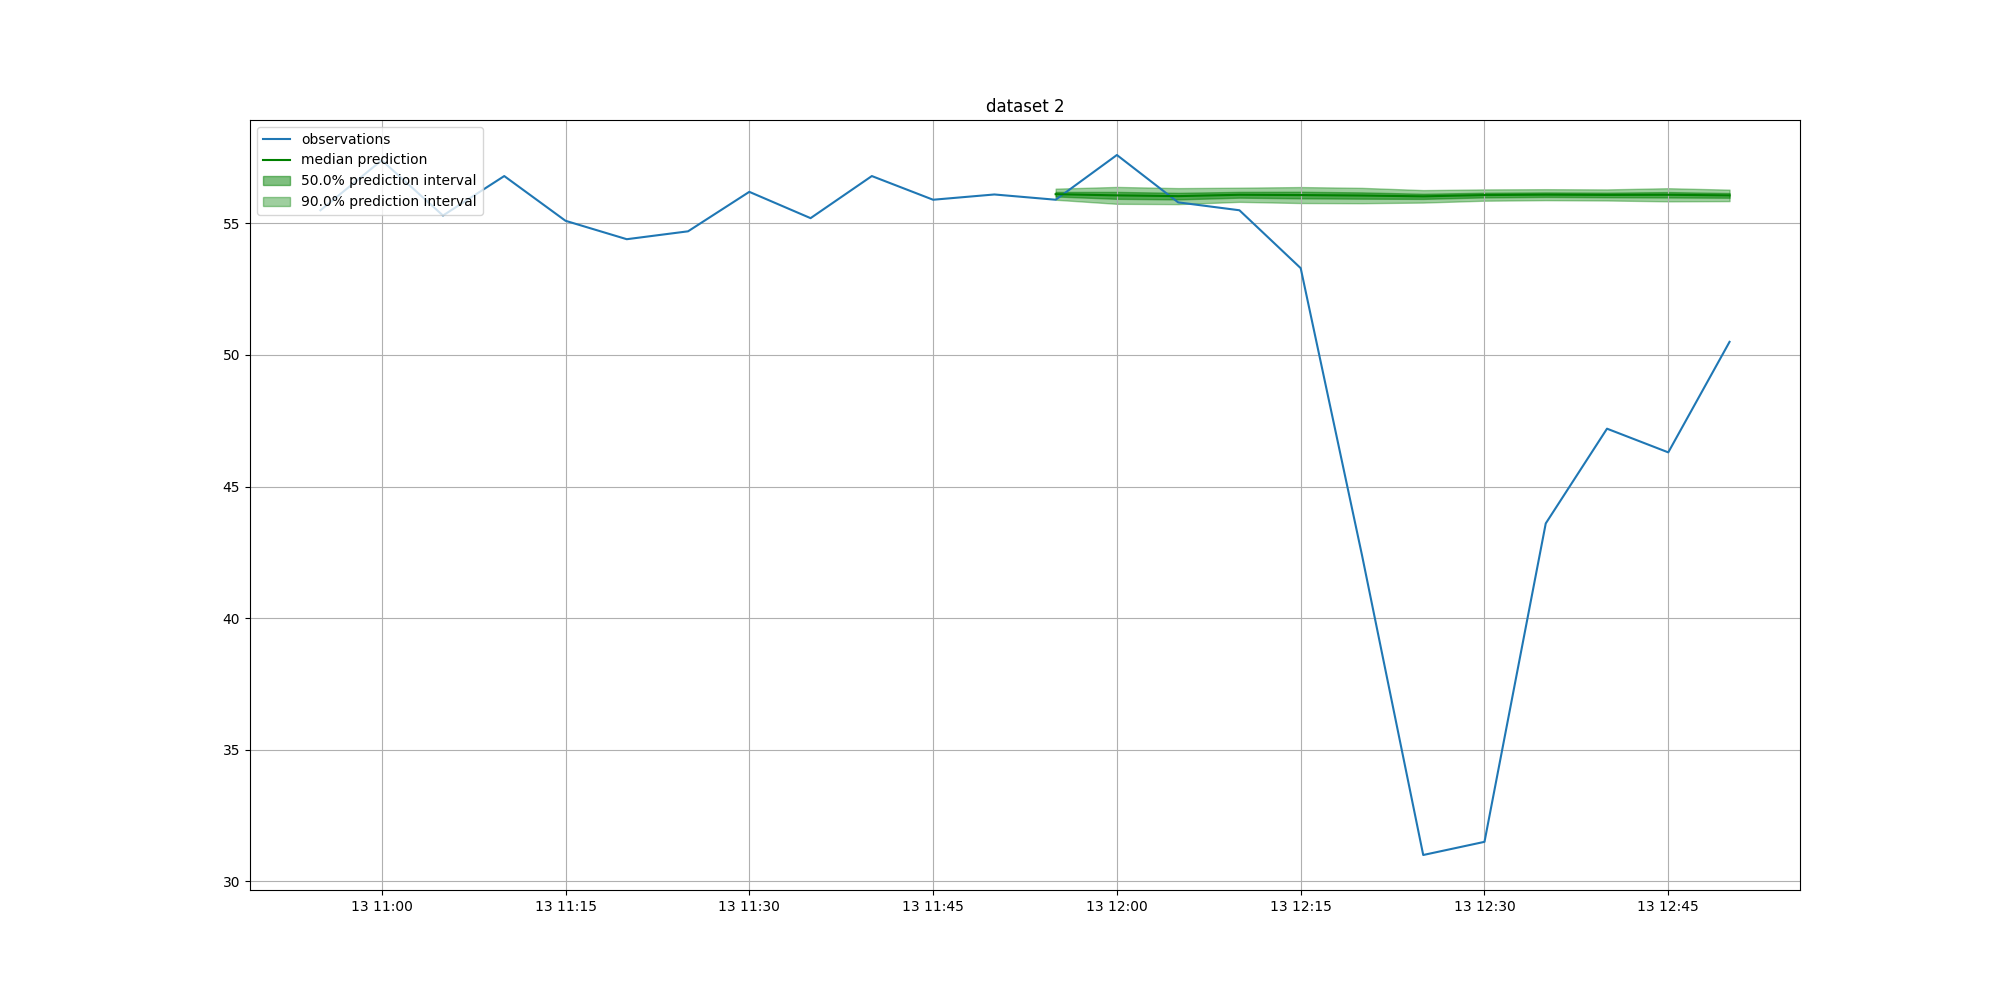 dataset 2
observations
median prediction
50.0% prediction interval
90.0% prediction interval
55
50
45
40
35
30
13 11:00 13 11:15 13 11:30 13 11:45 13 12:00 13 12:15 13 12:30 13 12:45